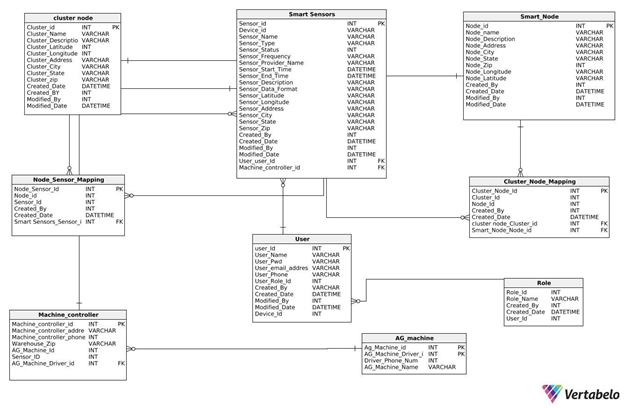 cluster node
Cluster_id INT PK
Cluster_Name VARCHAR
Cluster_Descriptio VARCHAR
Cluster_Latitude INT
Cluster_Longitude INT
Cluster_Address VARCHAR
Cluster_City VARCHAR
Cluster_State VARCHAR
Cluster_zip VARCHAR
Created_Date DATETIME
Created_BY INT
Modified_By INT
Modified_Date DATETIME
Smart Sensors
Sensor_id INT PK
Device_id INT
Sensor_Name VARCHAR
Sensor_Type VARCHAR
Sensor_Status INT
Sensor_Frequency VARCHAR
Sensor_Provider_Name VARCHAR
Sensor_Start_Time DATETIME
Sensor_End_Time DATETIME
Sensor_Description VARCHAR
Sensor_Data_Format VARCHAR
Sensor_Latitude VARCHAR
Sensor_Longitude VARCHAR
Sensor_Address VARCHAR
Sensor_City VARCHAR
Sensor_State VARCHAR
Sensor_Zip VARCHAR
Created_By INT
Created_Date DATETIME
Modified_By INT
Modified_Date DATETIME
User_user_Id INT FK
Machine_controller_id INT FK
Smart_Node
Node_id INT PK
Node_name VARCHAR
Node_Description VARCHAR
Node_Address VARCHAR
Node_City VARCHAR
Node_State VARCHAR
Node_Zip INT
Node_Longitude VARCHAR
Node_Latitude VARCHAR
Created_By INT
Created_Date DATETIME
Modified_By INT
Modified_Date DATETIME
Node_Sensor_Mapping
Node_Sensor_Id INT PK
Node_id INT
Sensor_Id INT
Created_By INT
Created_Date DATETIME
Smart Sensors_Sensor_i INT FK
Cluster_Node_Mapping
Cluster_Node_Id INT PK
Cluster_Id INT
Node_Id INT
Created_By INT
Created_Date DATETIME
cluster node_Cluster_id INT FK
Smart_Node_Node_id INT FK
User
user_Id INT PK
User_Name VARCHAR
User_Pwd VARCHAR
User_email_addres VARCHAR
User_Phone VARCHAR
User_Role_Id INT
Created_By VARCHAR
Created_Date DATETIME
Modified_By INT
Modified_Date DATETIME
Device_Id INT
Role
Role_Id INT
Role_Name VARCHAR
Created_By INT
Created_Date DATETIME
User_Id INT
Machine_controller
Machine_controller_id INT PK
Machine_controller_addre VARCHAR
Machine_controller_phone INT
Warehouse_Zip VARCHAR
AG_Machine_Id INT
Sensor_ID INT
AG_Machine_Driver_id INT FK
AG_machine
Ag_Machine_id INT PK
AG_Machine_Driver_i INT PK
Driver_Phone_Num INT
AG_Machine_Name VARCHAR
Vertabelo